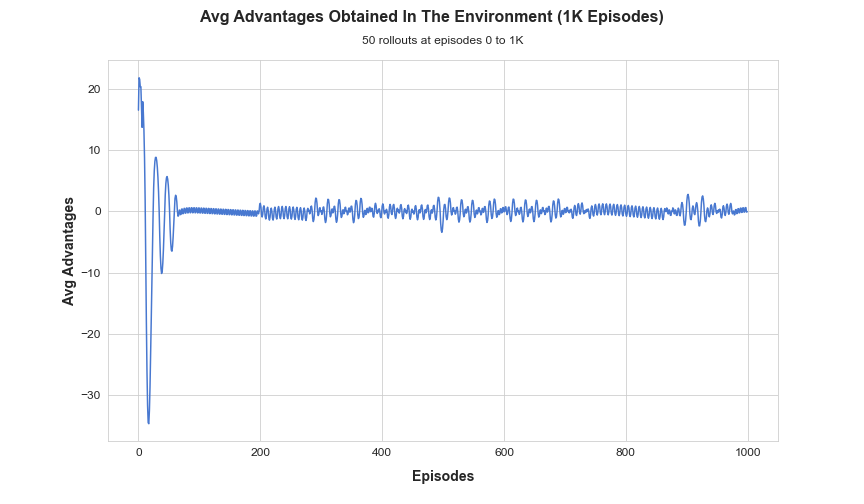 Avg Advantages Obtained In The Environment (1K Episodes)
50 rollouts at episodes 0 to 1K
20
10
0
−10
−20
−30
Avg Advantages
0 200 400 600 800 1000
Episodes